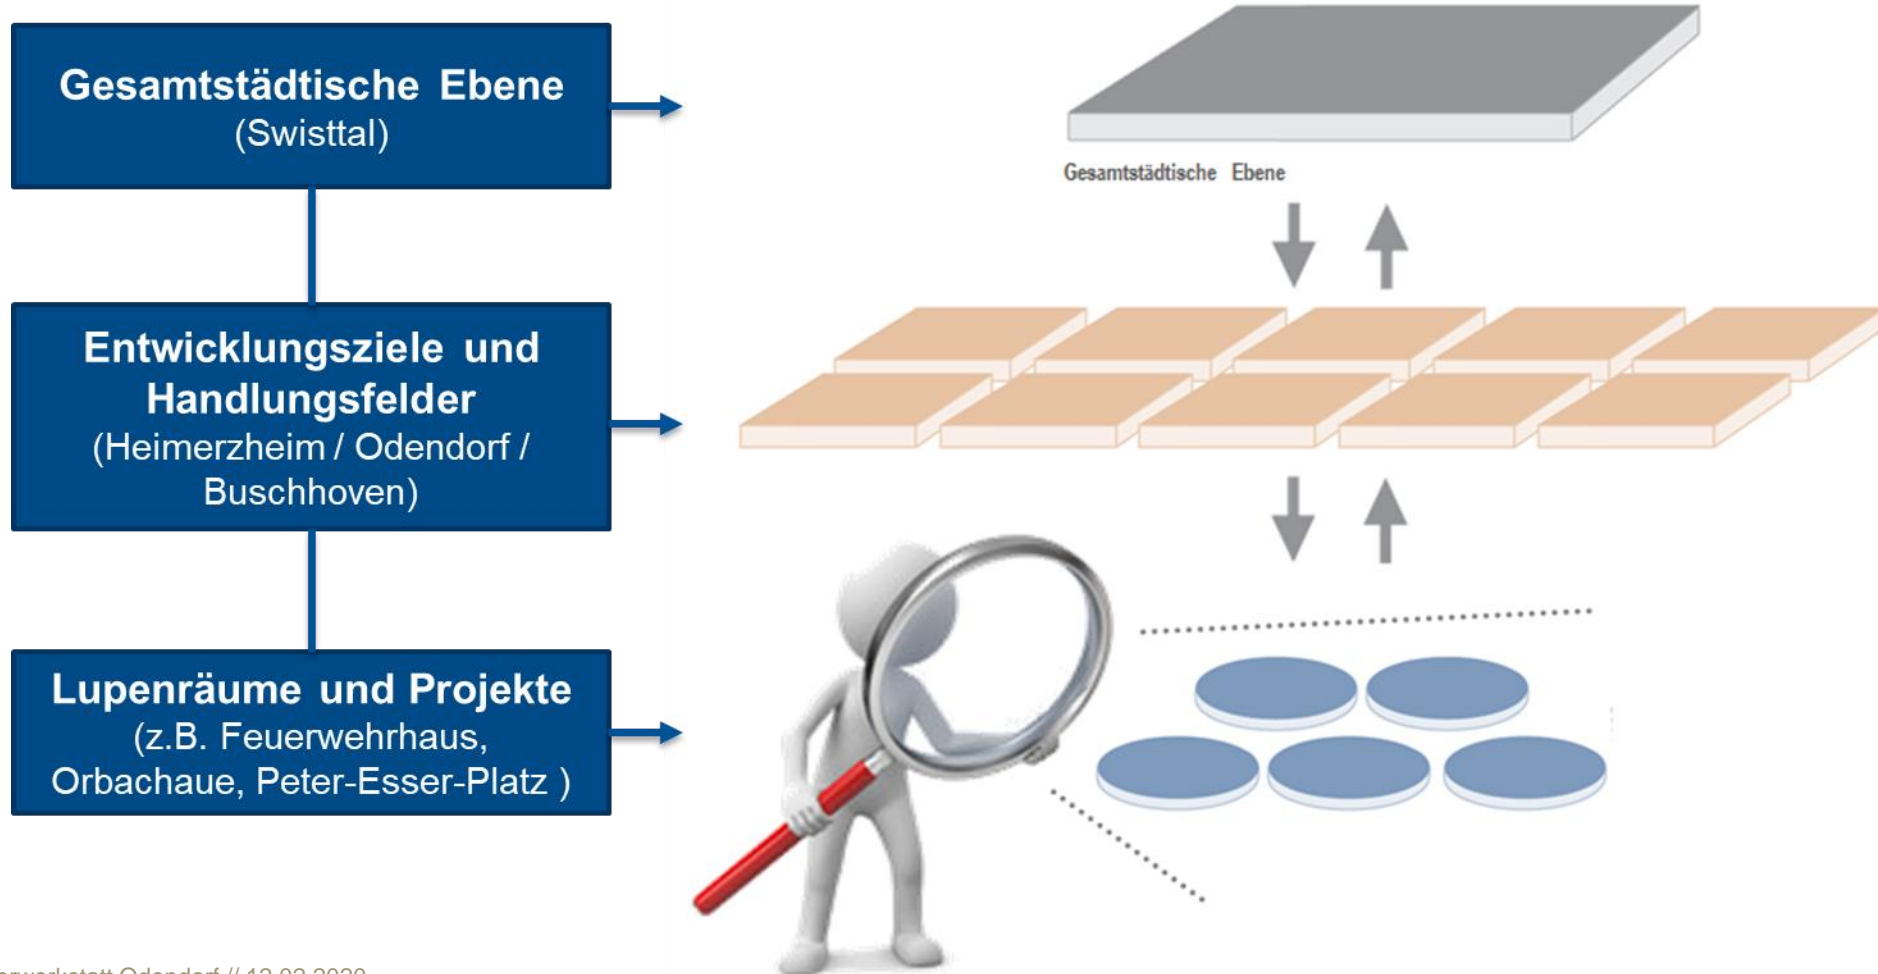 Gesamtstädtische Ebene
(Swisttal)
Gesamtstädtische Ebene
Entwicklungsziele und
Handlungsfelder
(Heimerzheim / Odendorf /
Buschhoven)
Lupenräume und Projekte
(z.B. Feuerwehrhaus,
Orbachaue, Peter-Esser-Platz )
Odendorf //